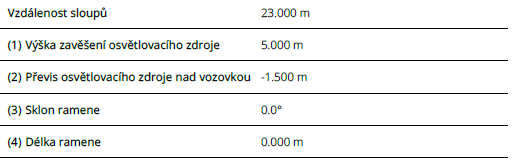 Vzdálenost sloupů 23.000 m
(1) Výška zavěšení osvětlovacího zdroje 5.000 m
(2) Převis osvětlovacího zdroje nad vozovkou -1.500 m
(3) Sklon ramene 0.0°
(4) Délka ramene 0.000 m